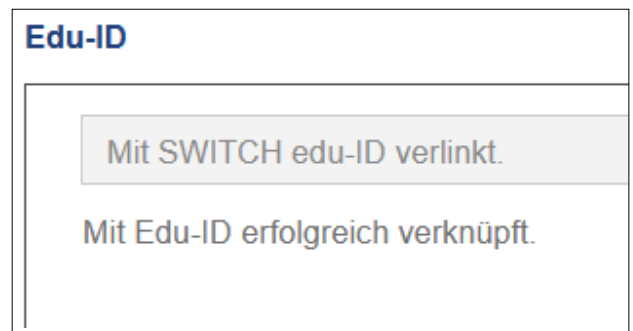 Edu-ID
Mit SWITCH edu-ID verlinkt.
Mit Edu-ID erfolgreich verknüpft.